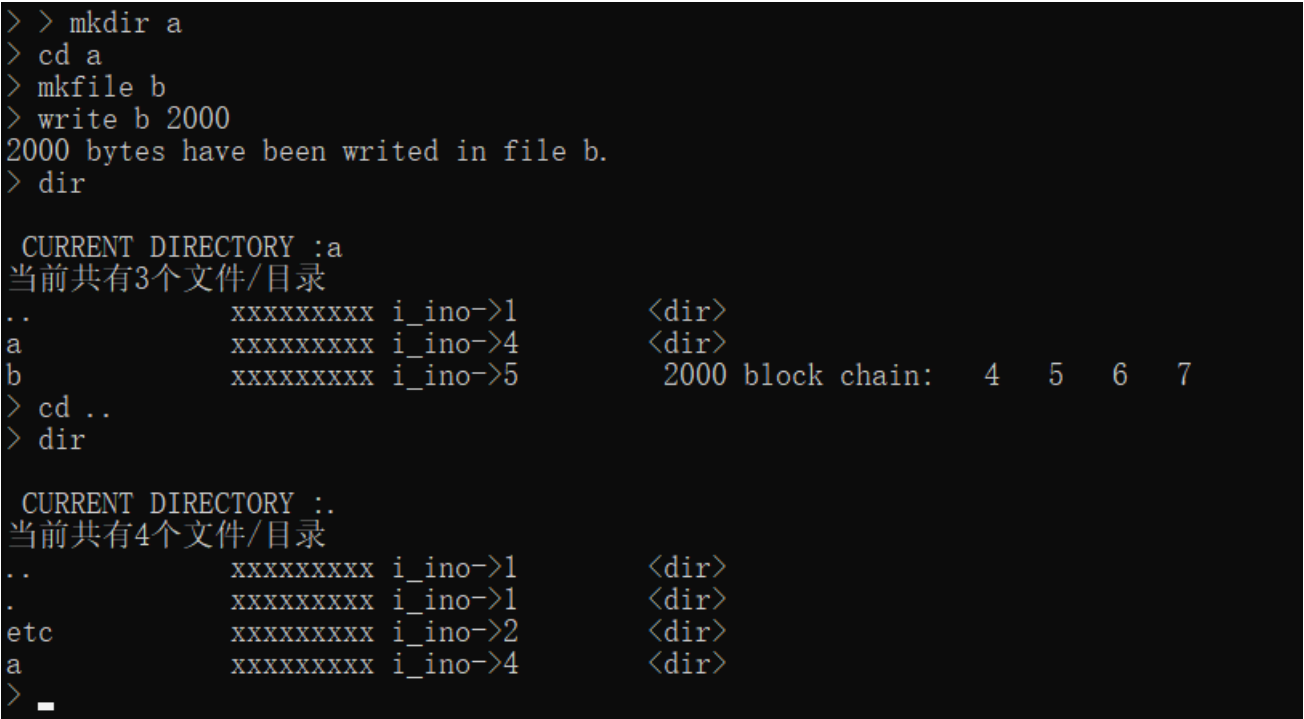 > > mkdir a
> cd a
> mkfile b
> write b 2000
2000 bytes have been writed in file b.
> dir
CURRENT DIRECTORY :a
当前共有3个文件/目录
.. xxxxxxxxx i_ino->1 <dir>
a xxxxxxxxx i_ino->4 <dir>
b xxxxxxxxx i_ino->5 2000 block chain: 4 5 6 7
> cd ..
> dir
CURRENT DIRECTORY :.
当前共有4个文件/目录
.. xxxxxxxxx i_ino->1 <dir>
. xxxxxxxxx i_ino->1 <dir>
etc xxxxxxxxx i_ino->2 <dir>
a xxxxxxxxx i_ino->4 <dir>
>